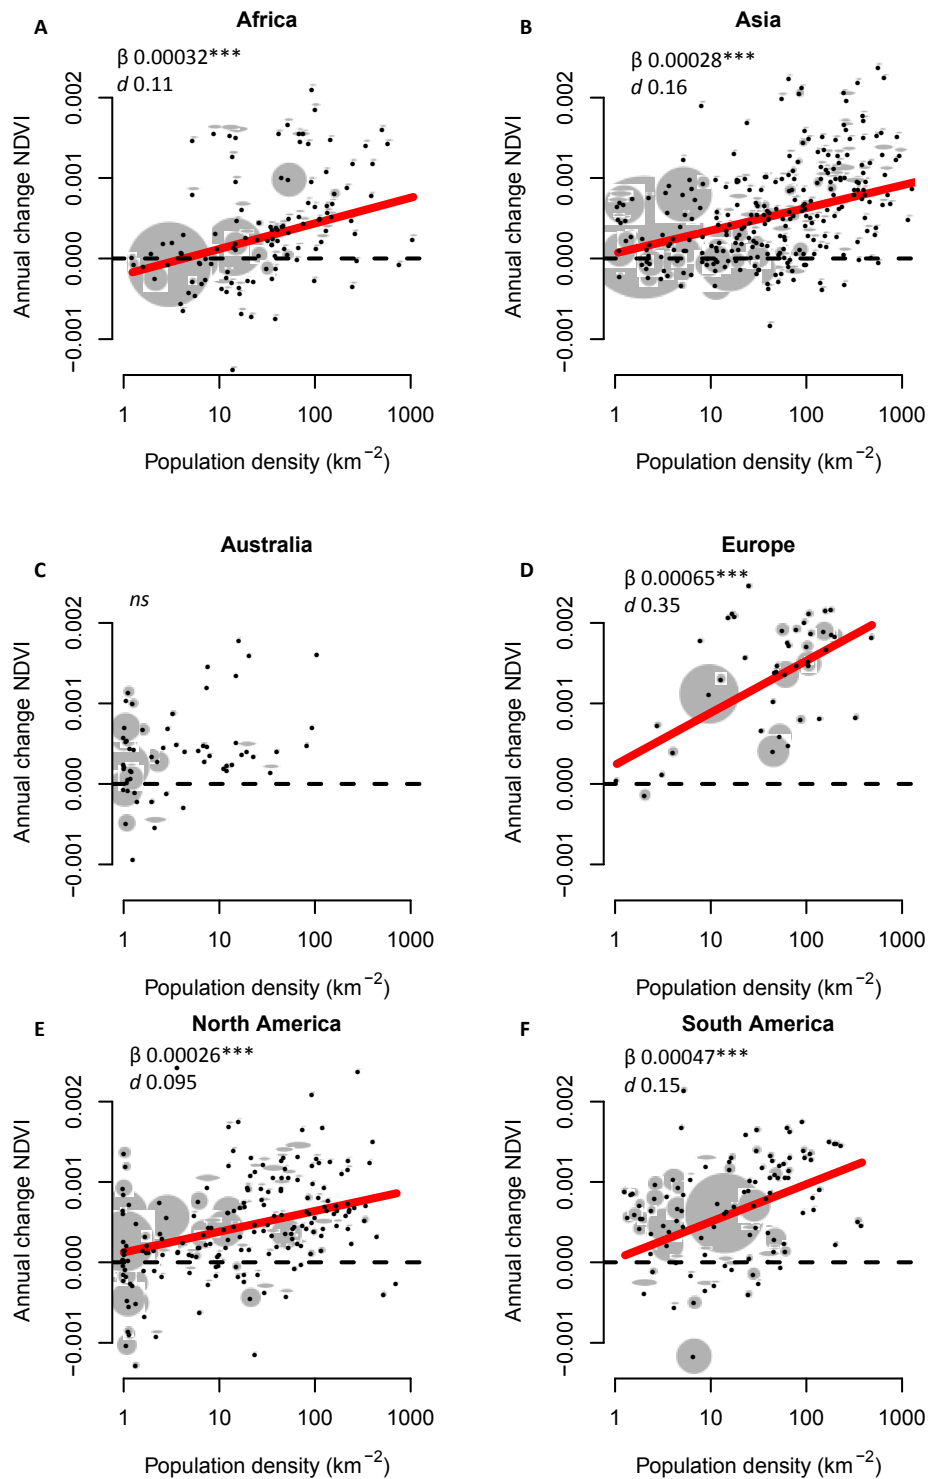 A
Africa
β 0.00032***
d 0.11
Annual change NDVI
0.002
0.001
0.000
−0.001
1
10
100
1000
Population density (km−2)
B
Asia
β 0.00028***
d 0.16
Annual change NDVI
0.002
0.001
0.000
−0.001
1
10
100
1000
Population density (km−2)
C
Australia
ns
Annual change NDVI
0.002
0.001
0.000
−0.001
1
10
100
1000
Population density (km−2)
D
Europe
β 0.00065***
d 0.35
Annual change NDVI
0.002
0.001
0.000
−0.001
1
10
100
1000
Population density (km−2)
E
North America
β 0.00026***
d 0.095
Annual change NDVI
0.002
0.001
0.000
−0.001
1
10
100
1000
Population density (km−2)
F
South America
β 0.00047***
d 0.15
Annual change NDVI
0.002
0.001
0.000
−0.001
1
10
100
1000
Population density (km−2)